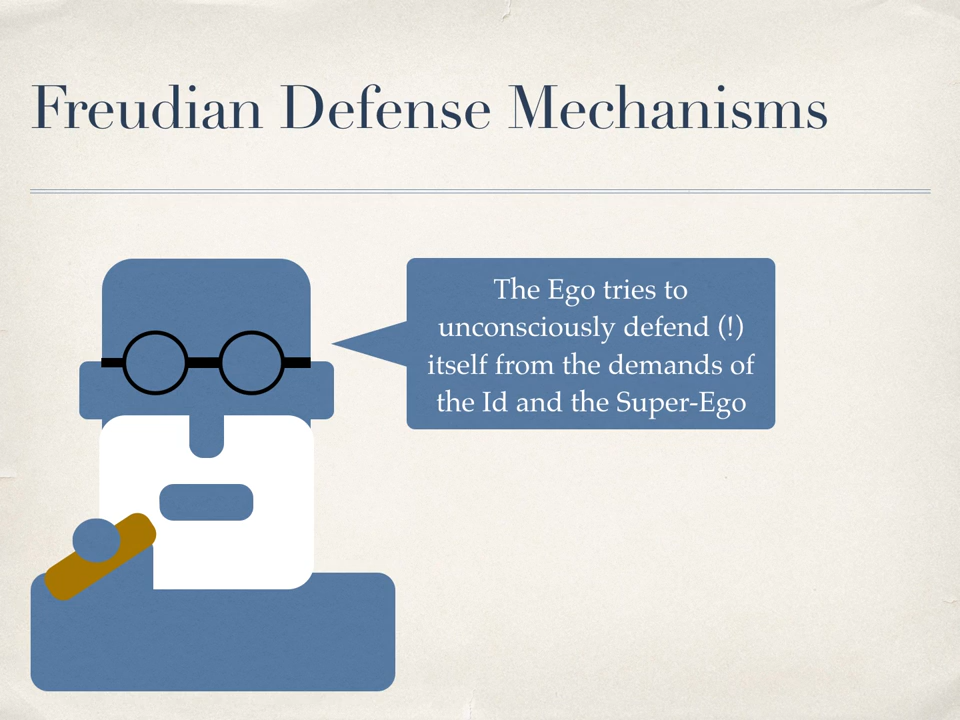 Freudian Defense Mechanisms
The Ego tries to
unconsciously defend (!)
itself from the demands of
the Id and the Super-Ego